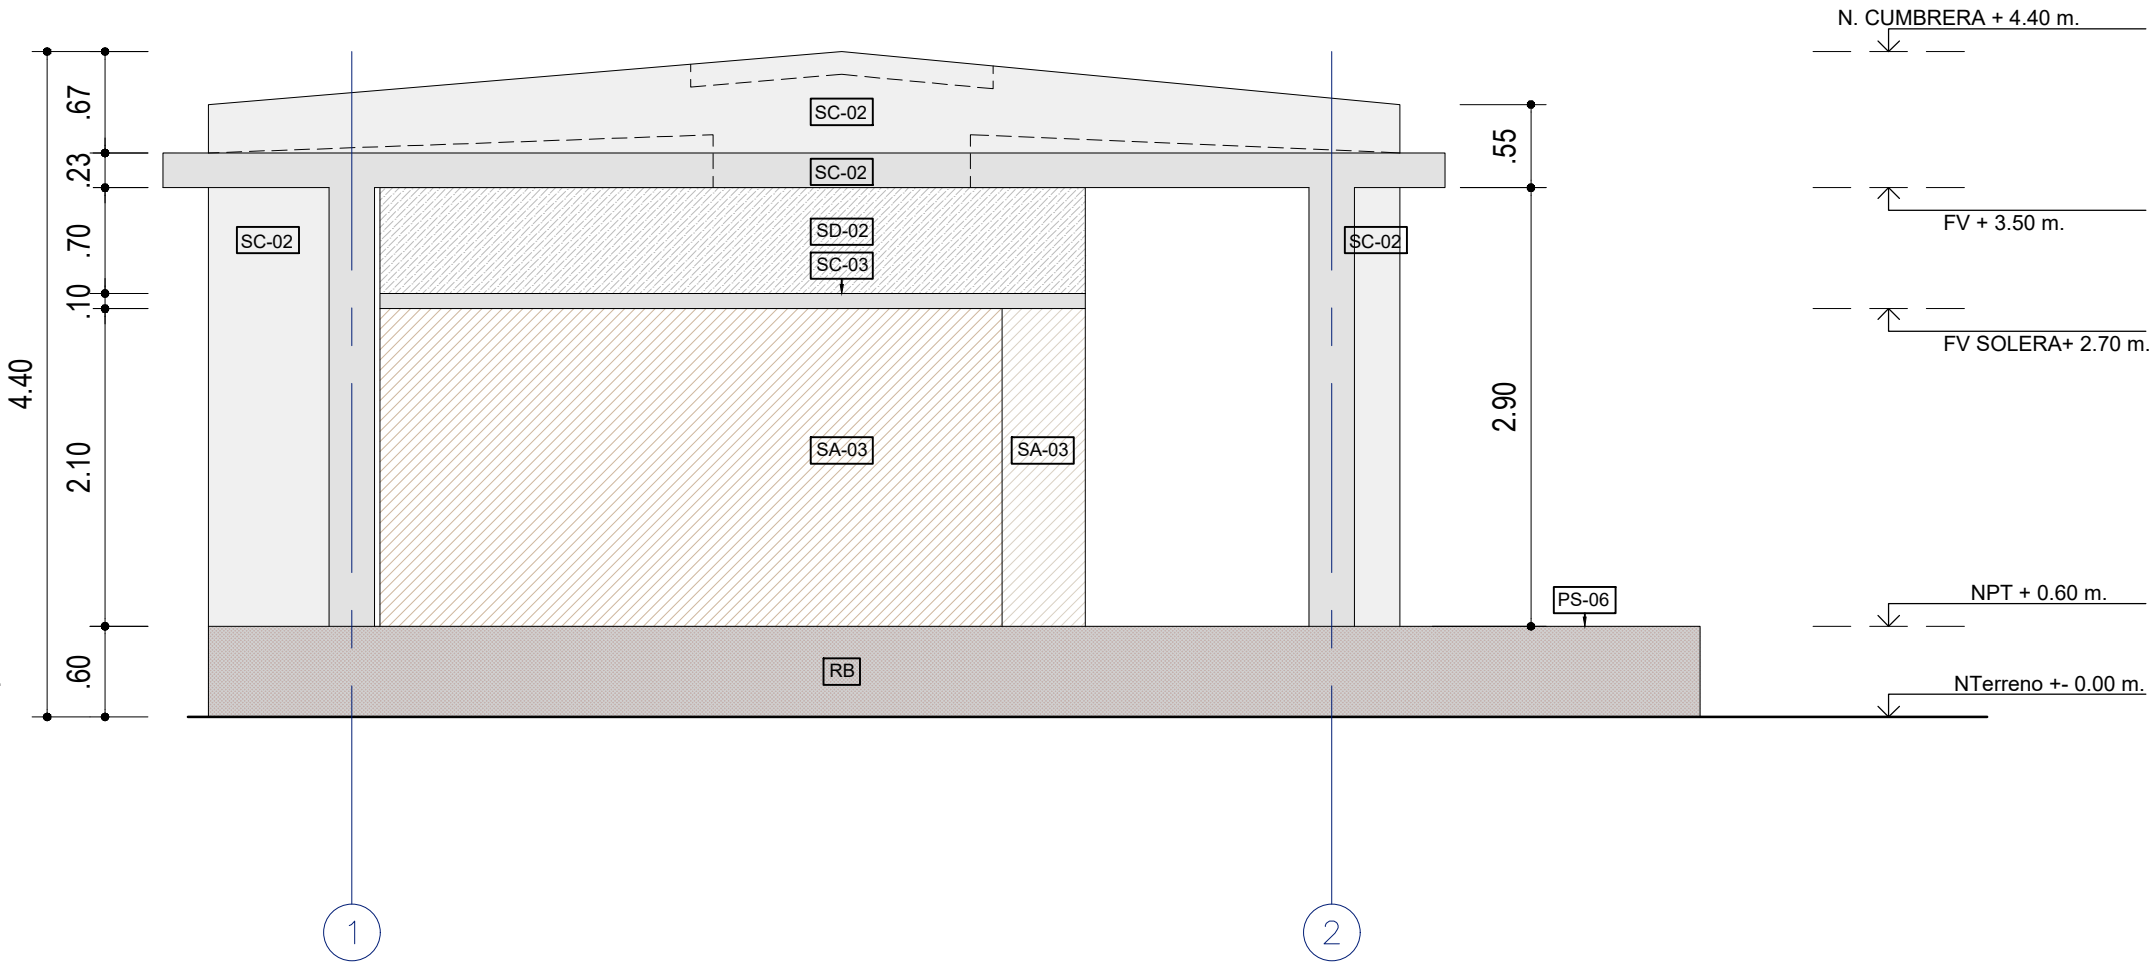 N. CUMBRERA + 4.40 m.
.67
SC-02
.55
.23
SC-02
.70
SC-02
SD-02
SC-02
FV + 3.50 m.
SC-03
.10
FV SOLERA+ 2.70 m.
4.40
2.90
2.10
SA-03
SA-03
PS-06
NPT + 0.60 m.
.60
RB
NTerreno +- 0.00 m.
1
2